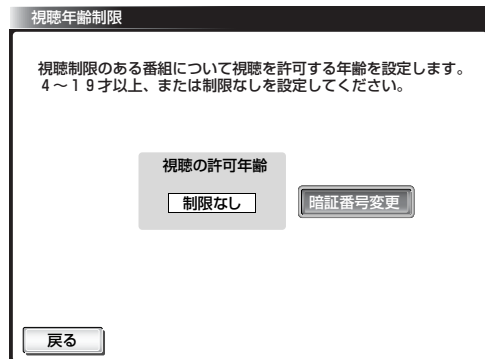 視聴年齢制限
視聴制限のある番組について視聴を許可する年齢を設定します。
4～19才以上、または制限なしを設定してください。
視聴の許可年齢
制限なし
暗証番号変更
戻る